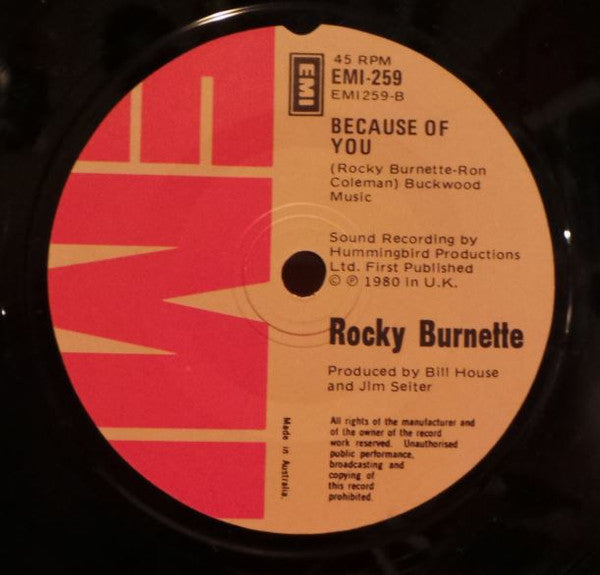 EMI
EMI
45 RPM
EMI-259
EMI259-B
BECAUSE OF
YOU
(Rocky Burnette-Ron
Coleman) Buckwood
Music
Sound Recording by
Hummingbird Productions
Ltd. First Published
© ℗ 1980 in U.K.
Rocky Burnette
Produced by Bill House
and Jim Seiter
All rights of the manufacturer and
of the owner of the record
work reserved. Unauthorised
public performance,
broadcasting and
copying of
this record
prohibited.
Made in Australia.